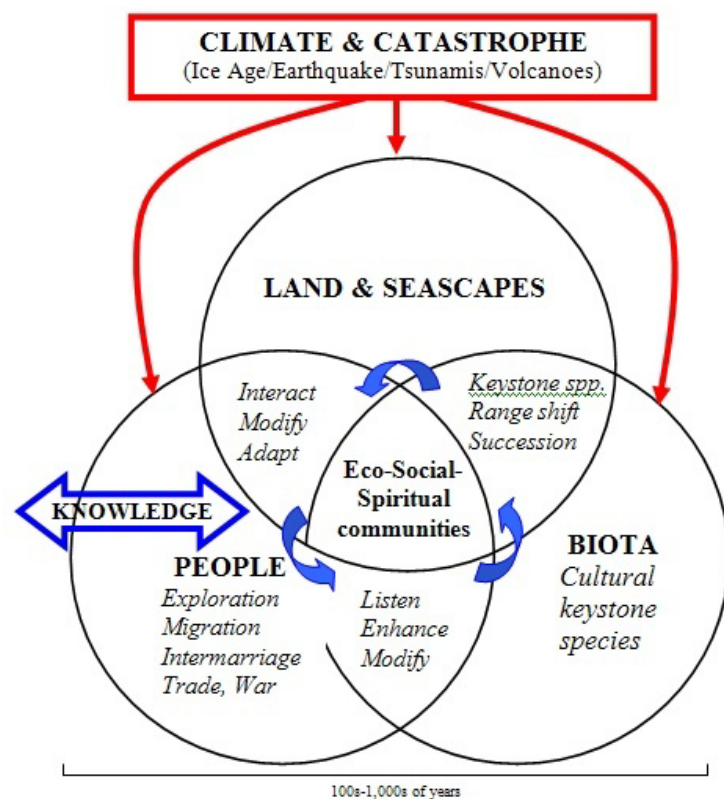 CLIMATE & CATASTROPHE
(Ice Age/Earthquake/Tsunamis/Volcanoes)
LAND & SEASCAPES
Interact
Modify
Adapt
Keystone spp.
Range shift
Succession
Eco-Social-
Spiritual
communities
KNOWLEDGE
PEOPLE
Exploration
Migration
Intermarriage
Trade, War
Listen
Enhance
Modify
BIOTA
Cultural
keystone
species
100s-1,000s of years